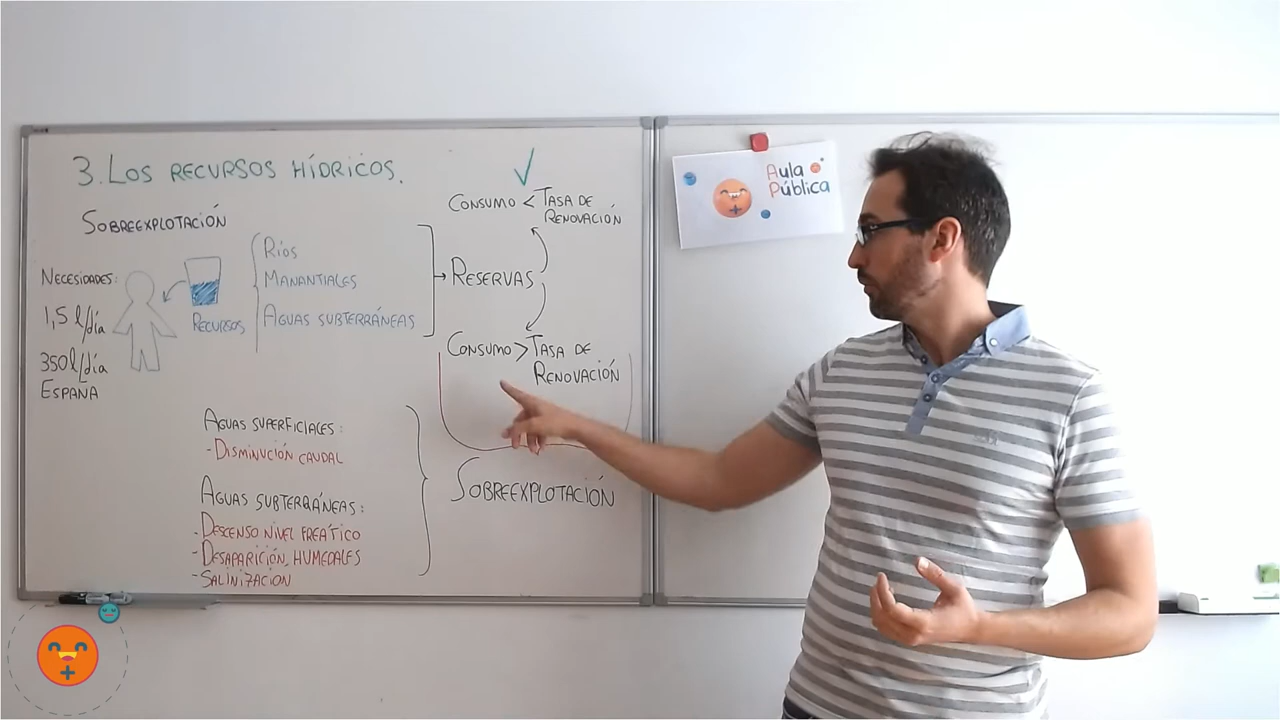 3. LOS RECURSOS HÍDRICOS.
SOBREEXPLOTACIÓN
NECESIDADES:
1,5 l/día
350 l/día
ESPAÑA
RECURSOS
RÍOS
MANANTIALES
AGUAS SUBTERRÁNEAS
RESERVAS
CONSUMO < TASA DE
RENOVACIÓN
CONSUMO > TASA DE
RENOVACIÓN
SOBREEXPLOTACIÓN
AGUAS SUPERFICIALES:
- DISMINUCIÓN CAUDAL
AGUAS SUBTERRÁNEAS:
- DESCENSO NIVEL FREÁTICO
- DESAPARICIÓN, HUMEDALES
- SALINIZACION
Aula
Pública